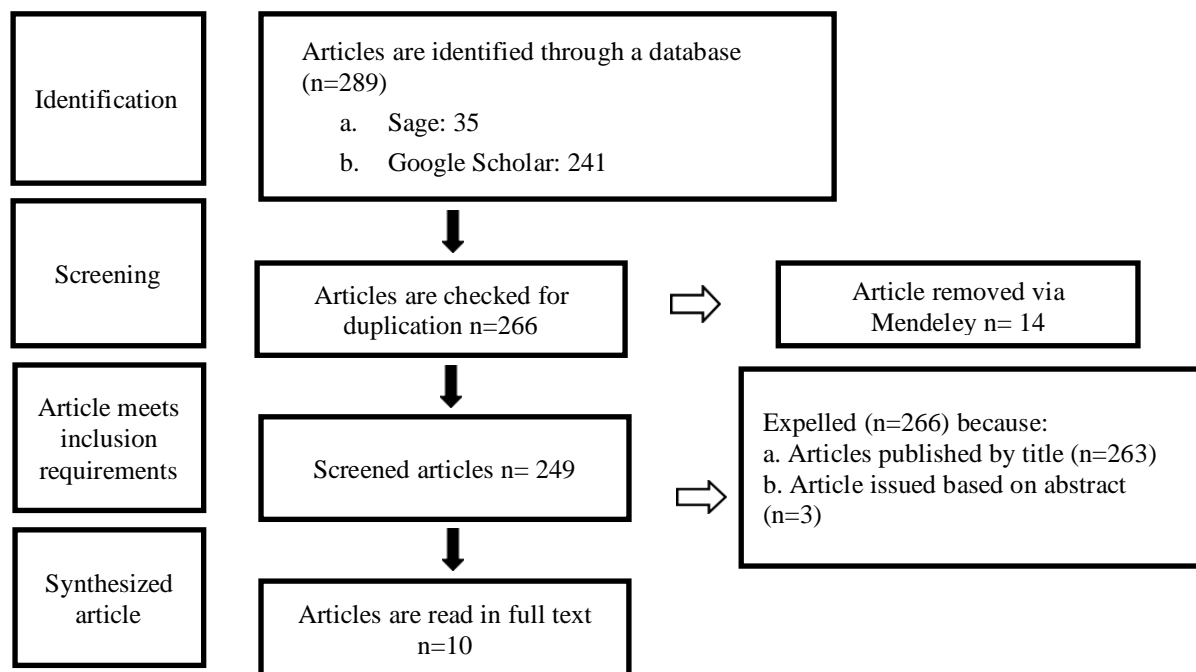 Identification
Articles are identified through a database
(n=289)
a. Sage: 35
b. Google Scholar: 241
Screening
Articles are checked for
duplication n=266
Article removed via
Mendeley n= 14
Article meets
inclusion
requirements
Screened articles n= 249
Expelled (n=266) because:
a. Articles published by title (n=263)
b. Article issued based on abstract
(n=3)
Synthesized
article
Articles are read in full text
n=10